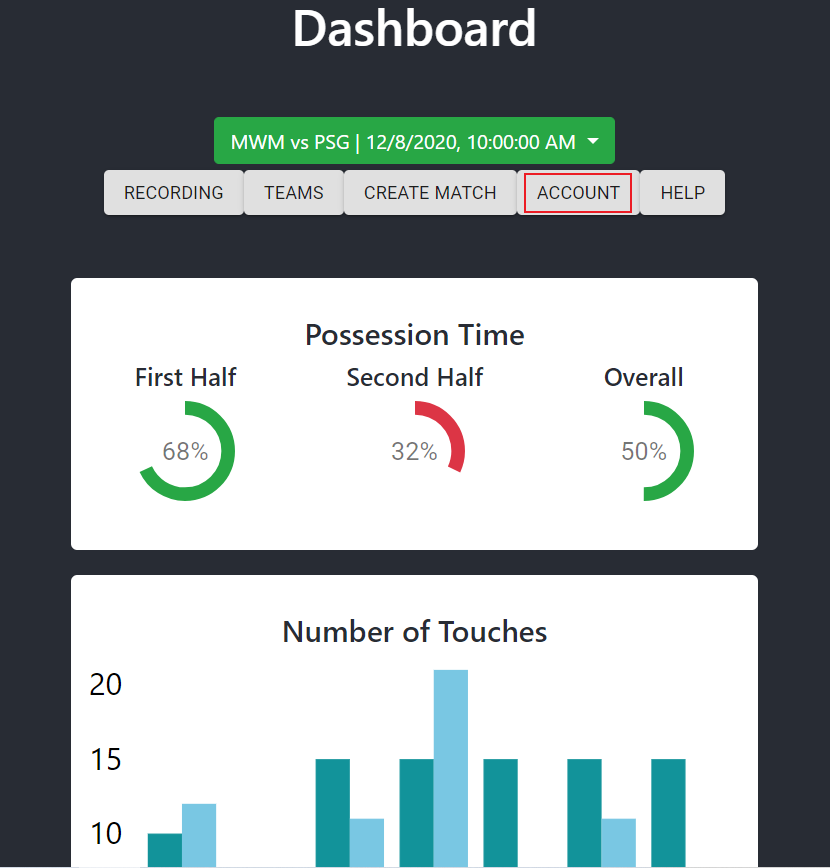 Dashboard
MWM vs PSG | 12/8/2020, 10:00:00 AM
RECORDING TEAMS CREATE MATCH ACCOUNT HELP
Possession Time
First Half Second Half Overall
68% 32% 50%
Number of Touches
20
15
10